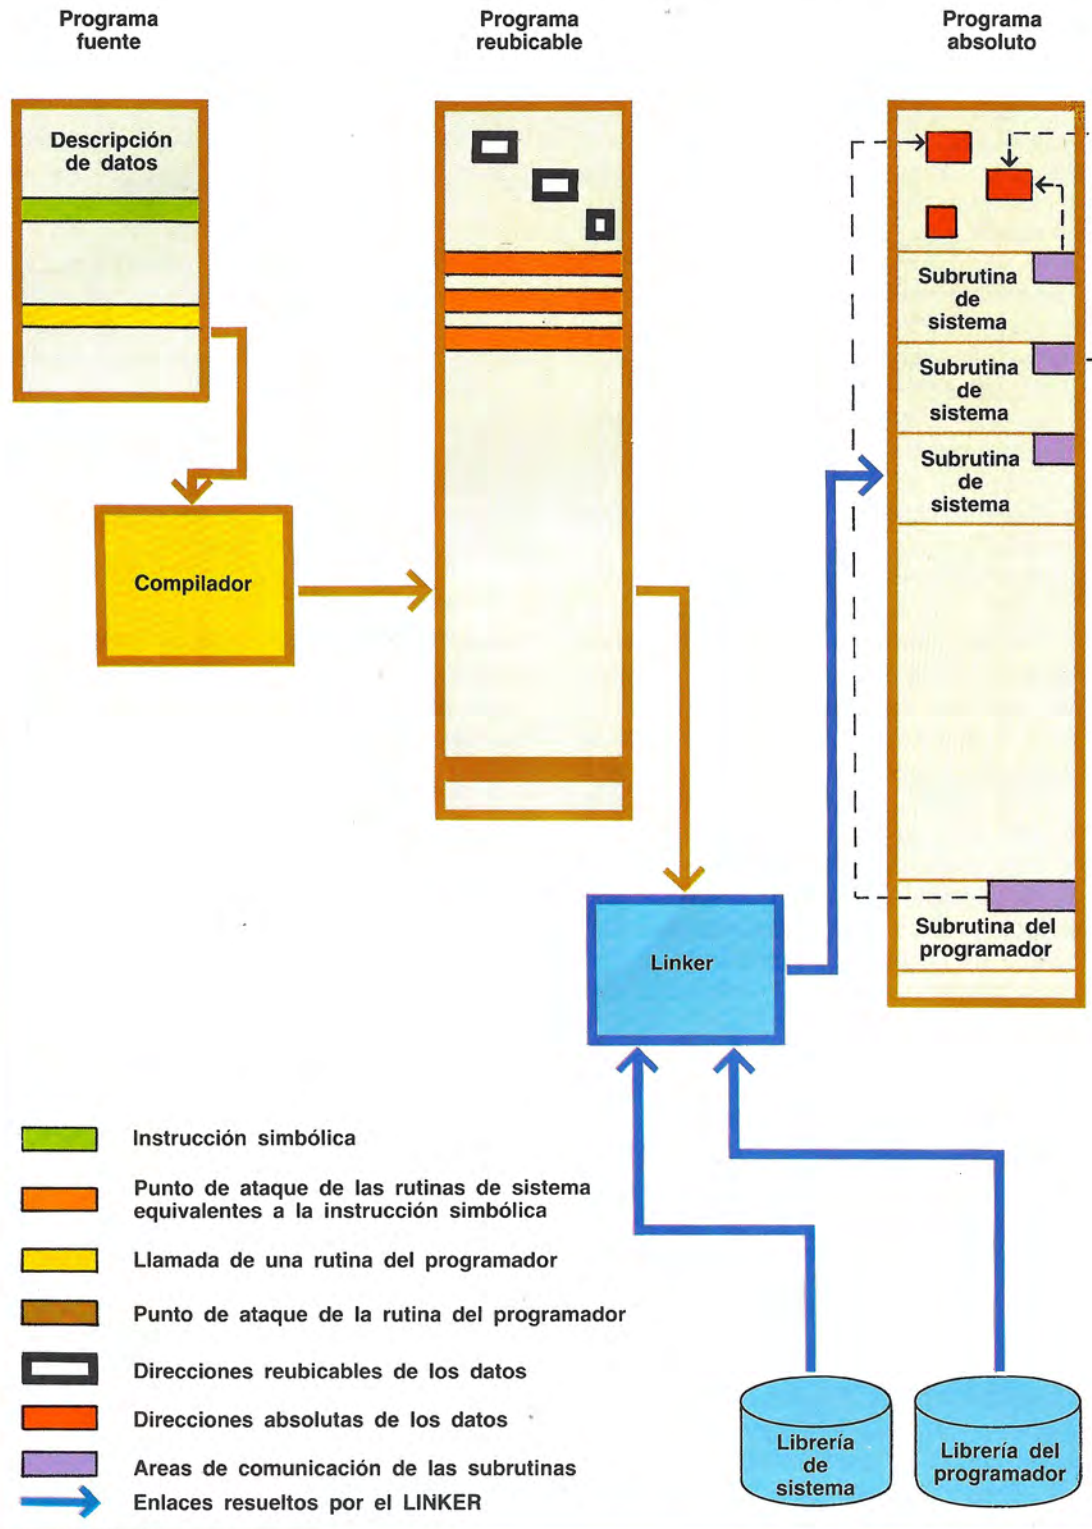 Programa
fuente
Programa
reubicable
Programa
absoluto
Descripción
de datos
Subrutina
de
sistema
Subrutina
de
sistema
Subrutina
de
sistema
Compilador
Subrutina del
programador
Linker
Instrucción simbólica
Punto de ataque de las rutinas de sistema
equivalentes a la instrucción simbólica
Llamada de una rutina del programador
Punto de ataque de la rutina del programador
Direcciones reubicables de los datos
Direcciones absolutas de los datos
Areas de comunicación de las subrutinas
Enlaces resueltos por el LINKER
Librería
de
sistema
Librería del
programador